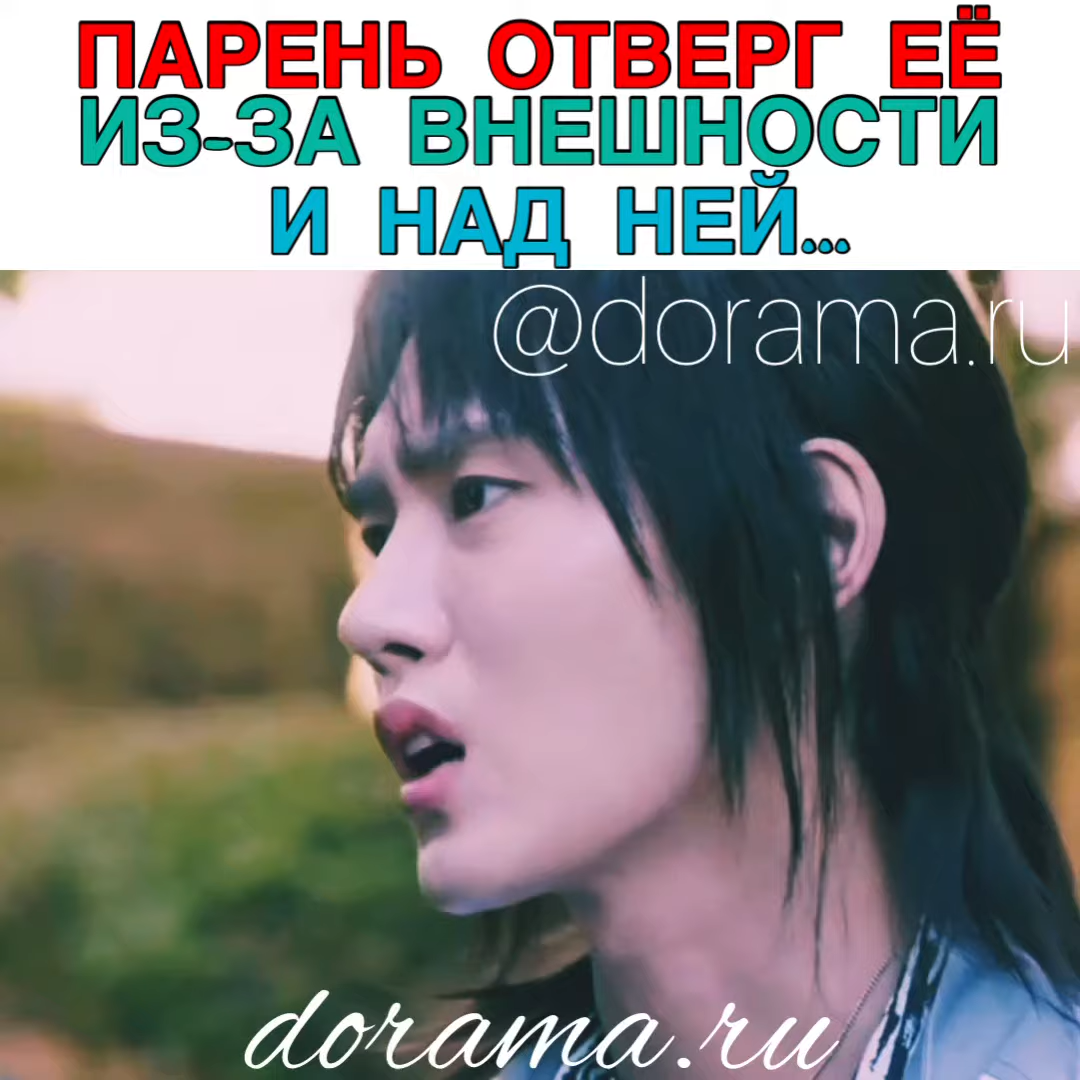 ПАРЕНЬ ОТВЕРГ ЕЁ
ИЗ-ЗА ВНЕШНОСТИ
И НАД НЕЙ...
@dorama.ru
dorama.ru